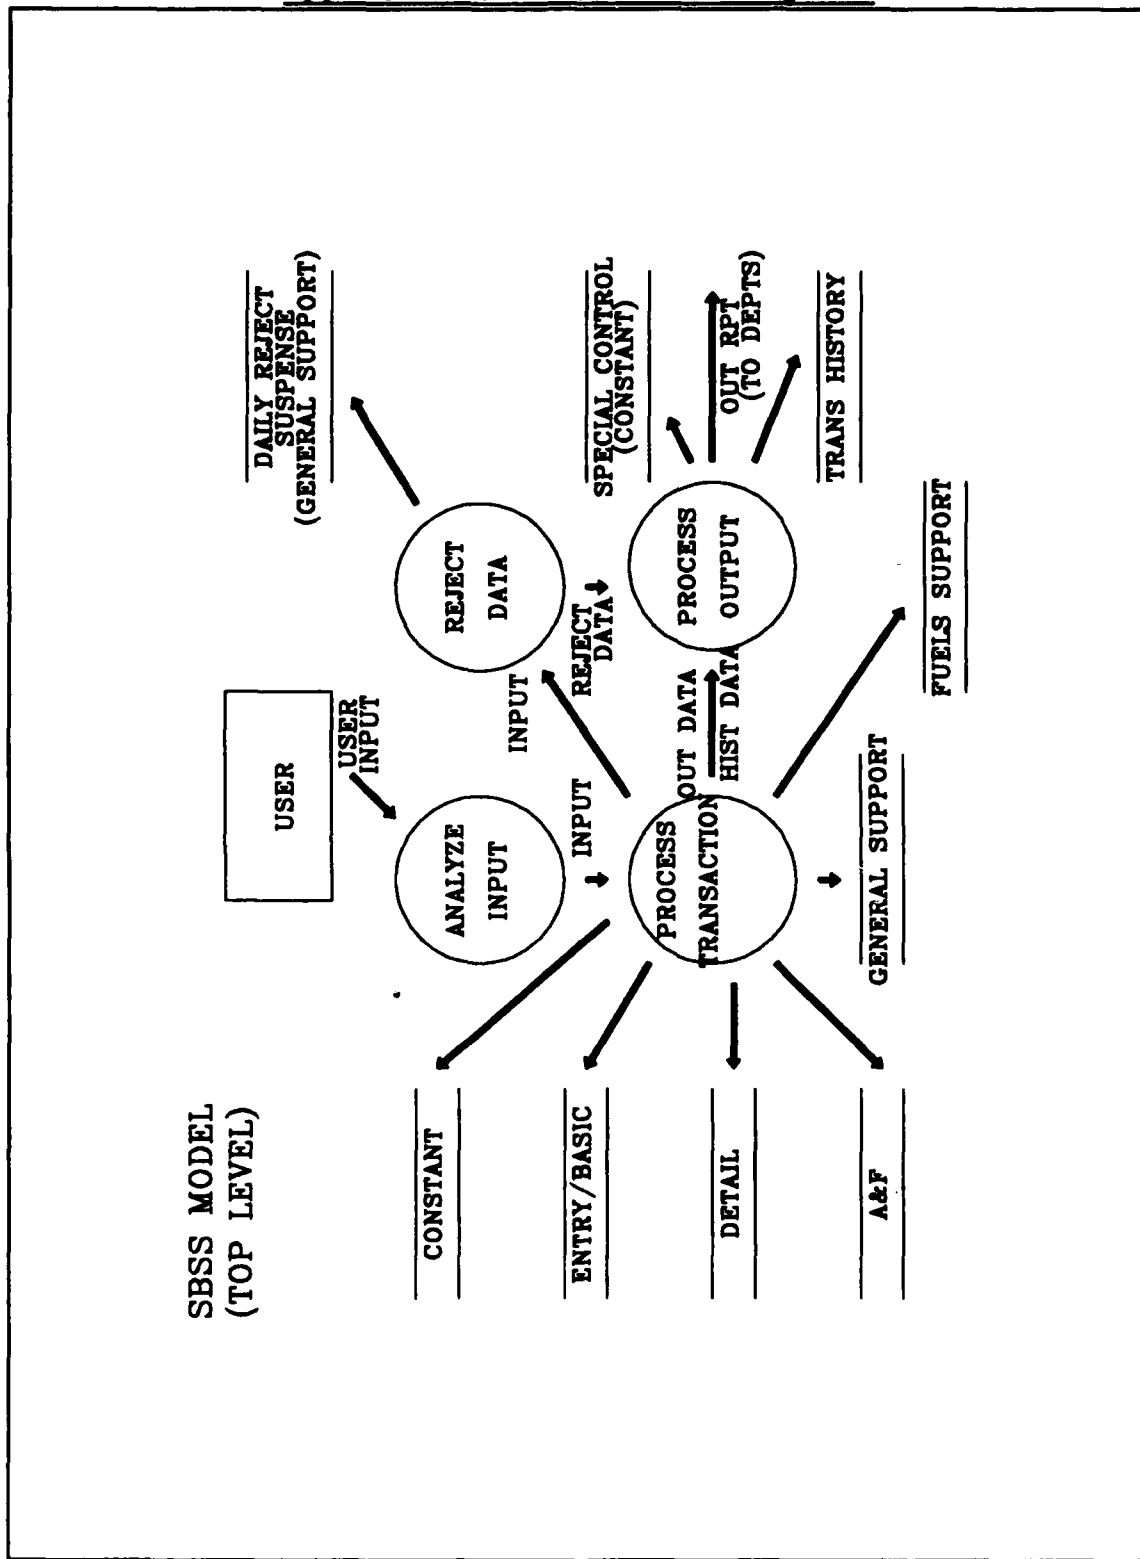 SBSS MODEL
(TOP LEVEL)
USER
USER
INPUT
DAILY REJECT
SUSPENSE
(GENERAL SUPPORT)
CONSTANT
ANALYZE
INPUT
INPUT
REJECT
DATA
INPUT
REJECT
DATA
ENTRY/BASIC
SPECIAL CONTROL
(CONSTANT)
PROCESS
TRANSACTION
OUT DATA
HIST DATA
PROCESS
OUTPUT
OUT RPT
(TO DEPTS)
DETAIL
TRANS HISTORY
A&F
GENERAL SUPPORT
FUELS SUPPORT